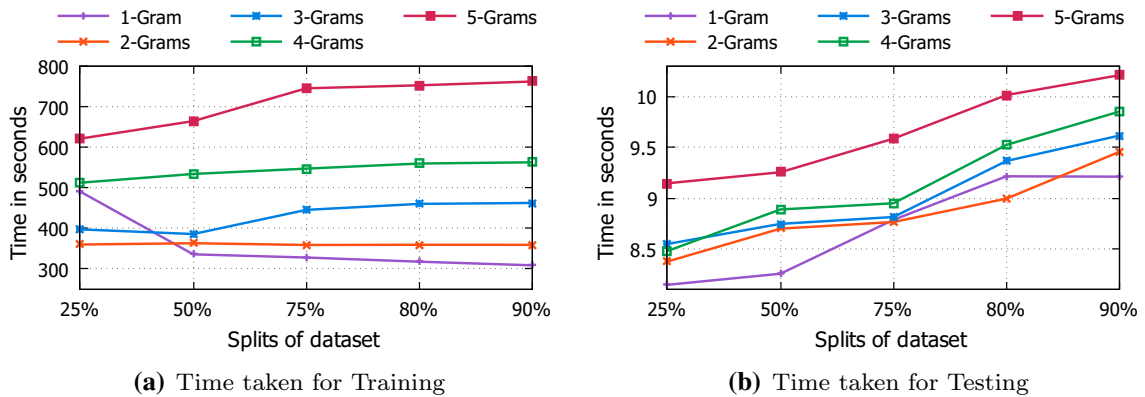 1-Gram 3-Grams 5-Grams
2-Grams 4-Grams
800
700
600
500
400
300
Time in seconds
25% 50% 75% 80% 90%
Splits of dataset
(a) Time taken for Training
1-Gram 3-Grams 5-Grams
2-Grams 4-Grams
10
9.5
9
8.5
Time in seconds
25% 50% 75% 80% 90%
Splits of dataset
(b) Time taken for Testing